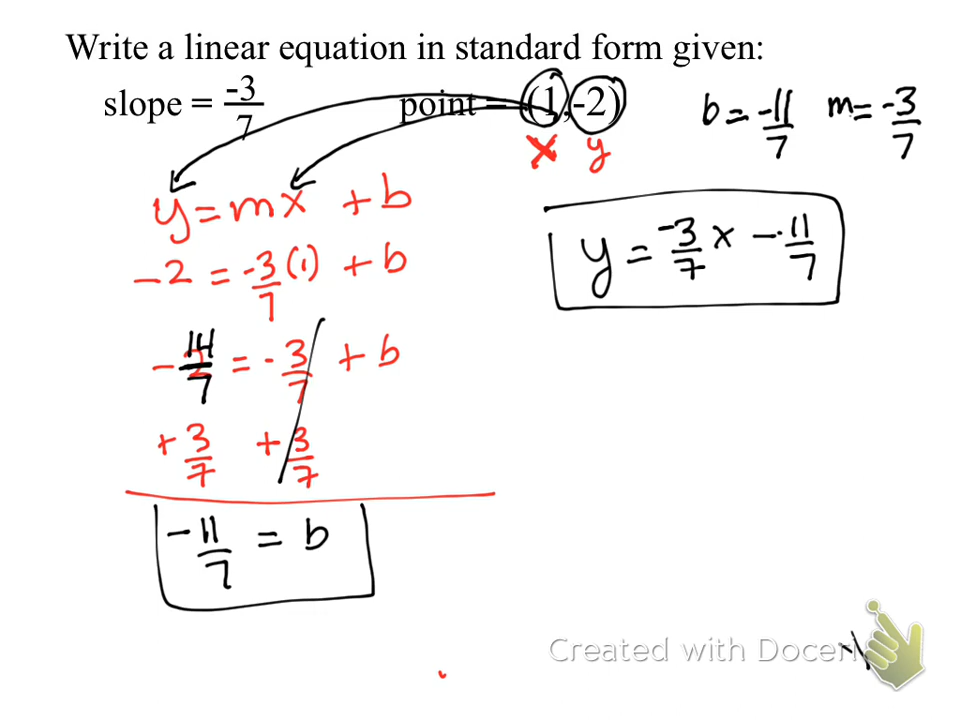 Write a linear equation in standard form given:
slope = -3/7 point = (1,-2)
b = -11/7 m = -3/7
x y
y = mx + b
y = -3/7 x - 11/7
-2 = -3/7 (1) + b
-14/7 = -3/7 + b
+3/7 +3/7
-11/7 = b
Created with Doceri